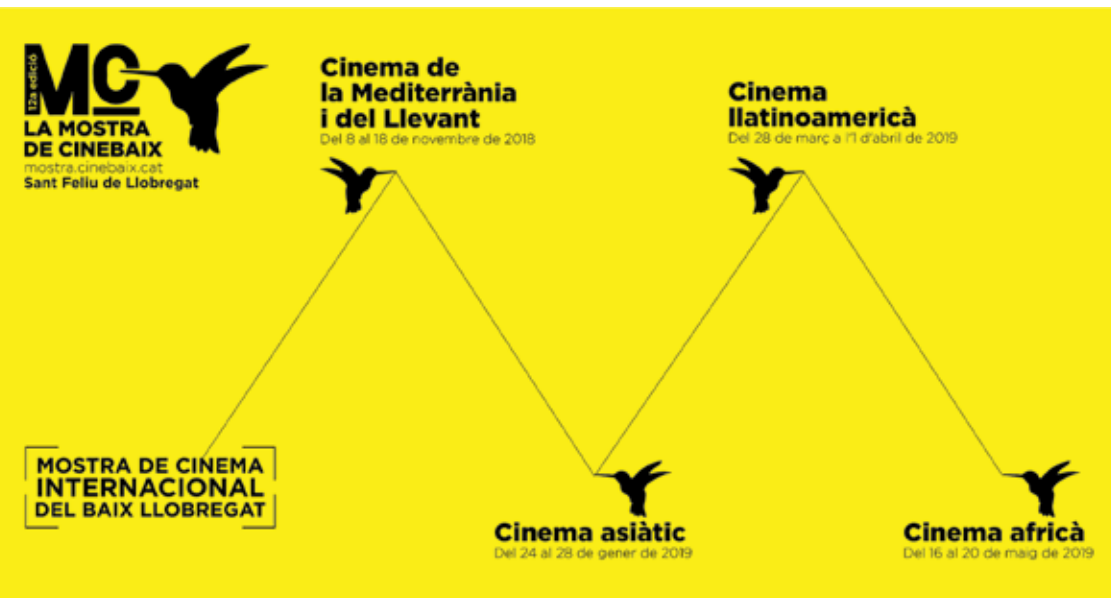 12a edició
MC
LA MOSTRA
DE CINEBAIX
mostra.cinebaix.cat
Sant Feliu de Llobregat
Cinema de
la Mediterrània
i del Llevant
Del 8 al 18 de novembre de 2018
Cinema
llatinoamericà
Del 28 de març a l'1 d'abril de 2019
MOSTRA DE CINEMA
INTERNACIONAL
DEL BAIX LLOBREGAT
Cinema asiàtic
Del 24 al 28 de gener de 2019
Cinema africà
Del 16 al 20 de maig de 2019